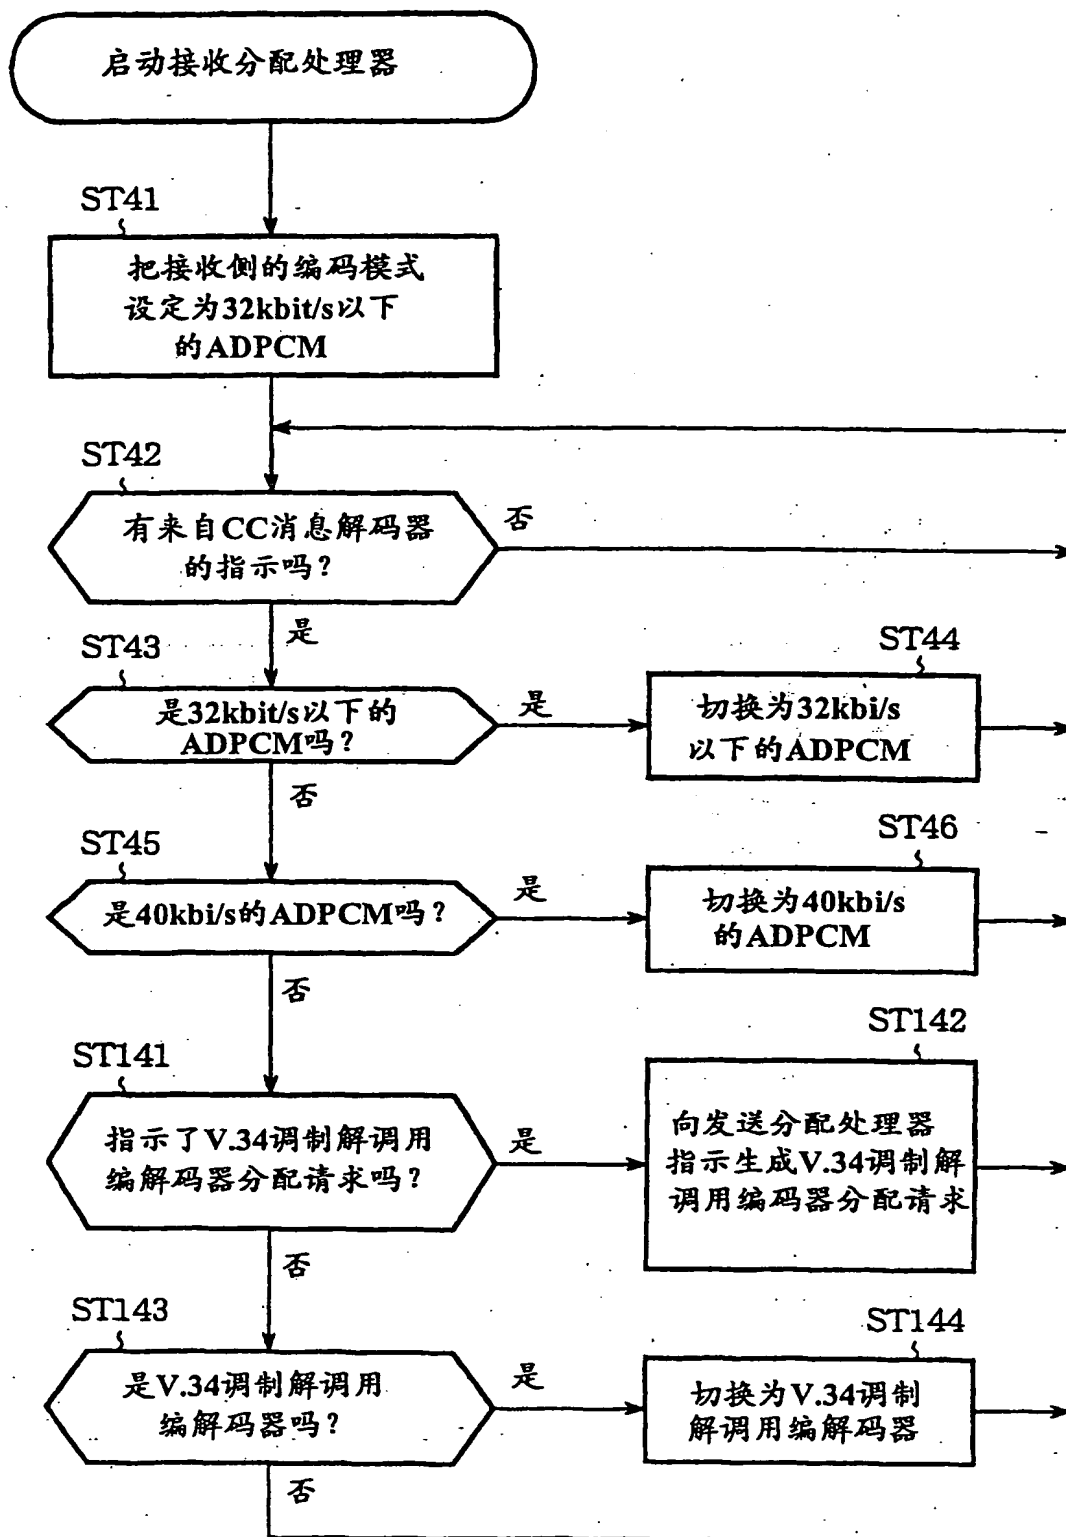 启动接收分配处理器
ST41
把接收侧的编码模式
设定为32kbit/s以下
的ADPCM
ST42
有来自CC消息解码器
的指示吗？
否
是
ST43
是32kbit/s以下的
ADPCM吗？
是
ST44
切换为32kbi/s
以下的ADPCM
否
ST45
是40kbi/s的ADPCM吗？
是
ST46
切换为40kbi/s
的ADPCM
否
ST141
指示了V.34调制解调用
编解码器分配请求吗？
是
ST142
向发送分配处理器
指示生成V.34调制解
调用编码器分配请求
否
ST143
是V.34调制解调用
编解码器吗？
是
ST144
切换为V.34调制
解调用编解码器
否